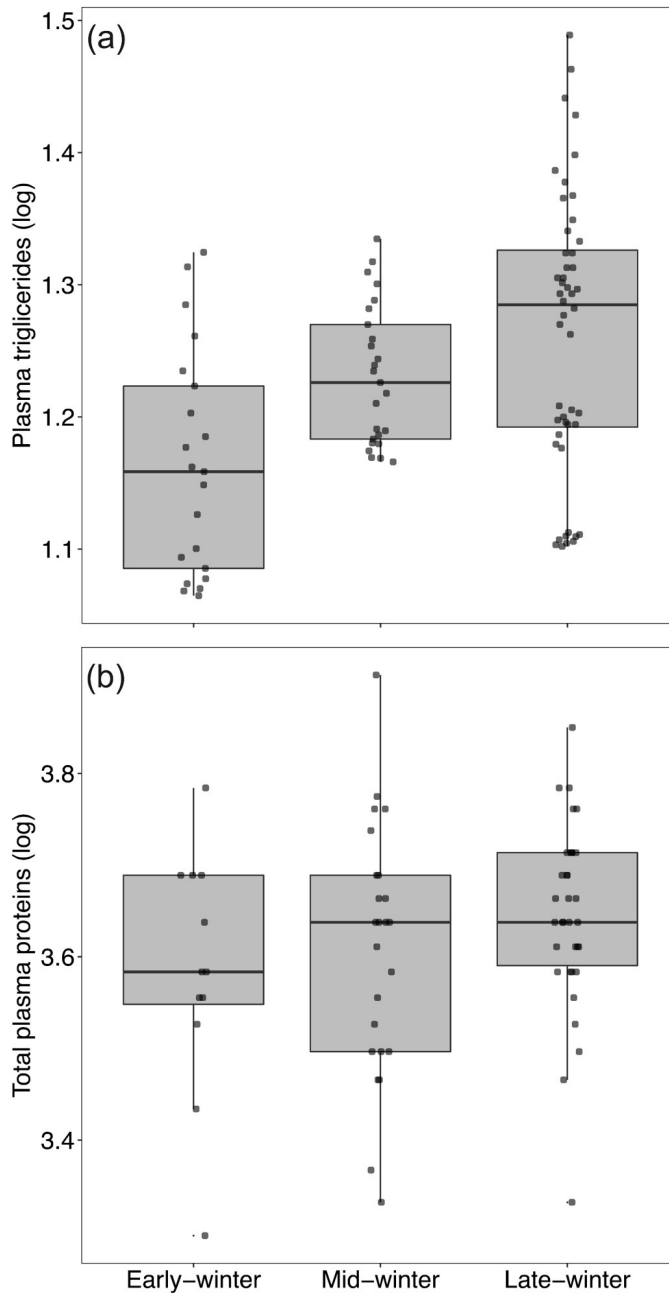 (a)
Plasma triglicerides (log)
1.5
1.4
1.3
1.2
1.1
(b)
Total plasma proteins (log)
3.8
3.6
3.4
Early–winter Mid–winter Late–winter